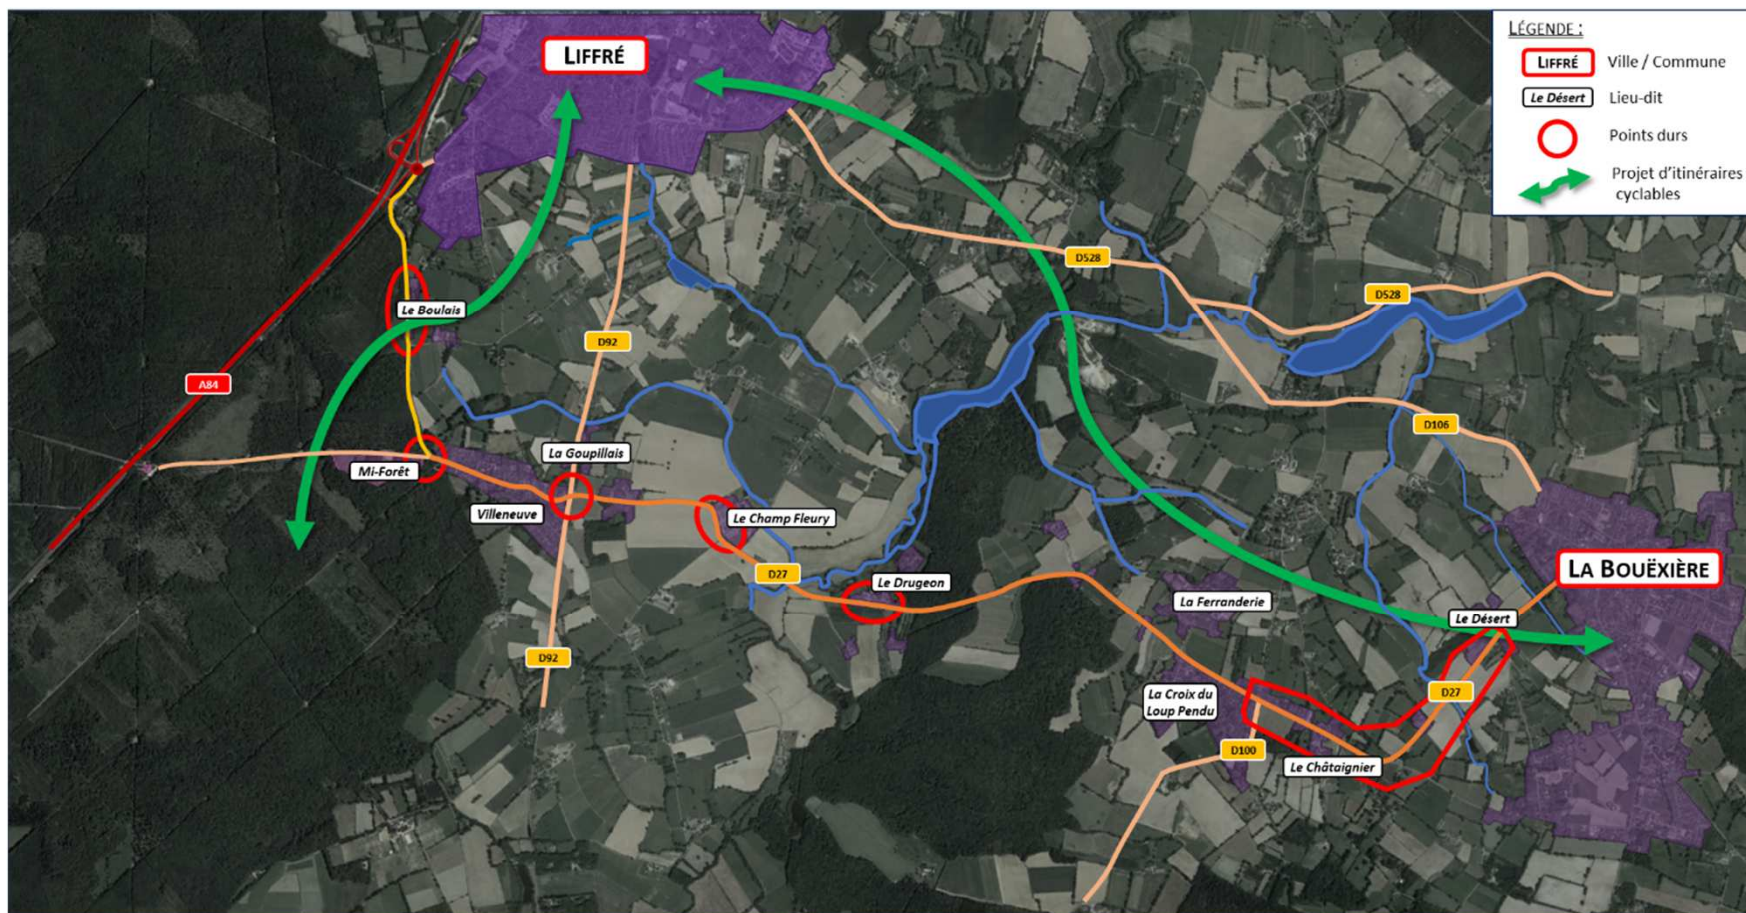 LÉGENDE :
LIFFRÉ Ville / Commune
Le Désert Lieu-dit
Points durs
Projet d'itinéraires
cyclables
LIFFRÉ
D528
Le Boulais
D528
D92
A84
D106
La Goupillais
Mi-Forêt
Villeneuve
Le Champ Fleury
D27
Le Drugeon
LA BOUËXIÈRE
La Ferranderie
Le Désert
D92
La Croix du
Loup Pendu
D27
D100
Le Châtaignier